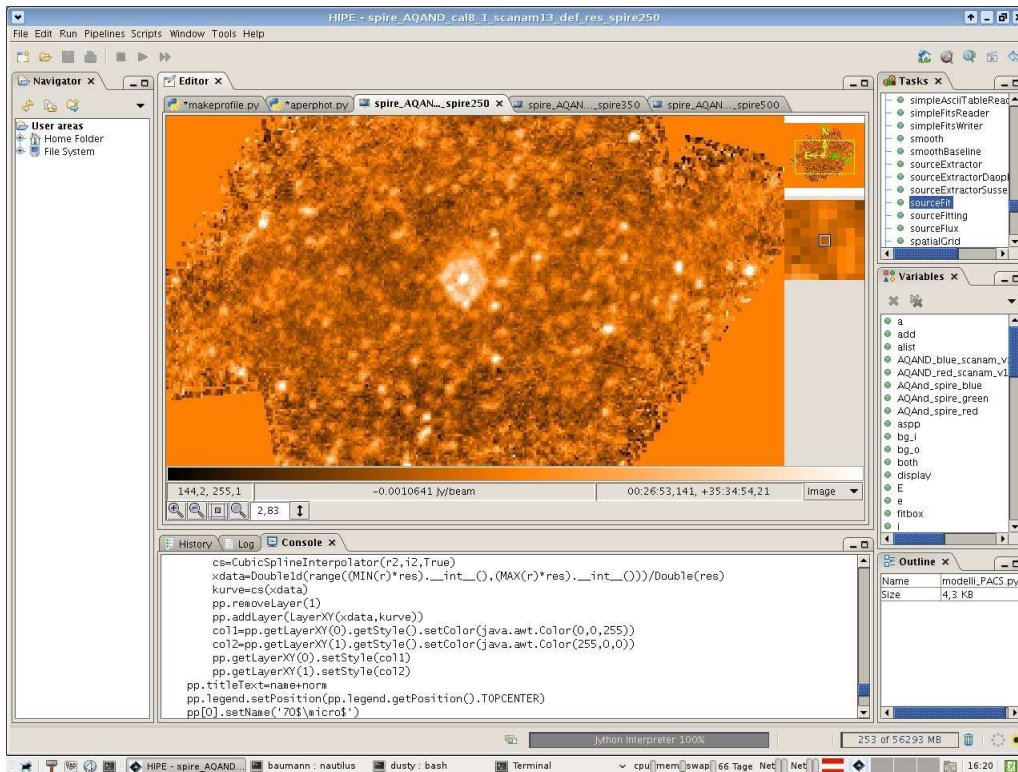 HIPE - spire_AQAND_cal8_1_scanam13_def_res_spire250
File Edit Run Pipelines Scripts Window Tools Help
Navigator
User areas
Home Folder
File System
Editor
*makeprofile.py
*aperphot.py
spire_AQAN..._spire250
spire_AQAN..._spire350
spire_AQAN..._spire500
N
E
144,2, 255,1
-0.0010641 Jy/beam
00:26:53,141, +35:34:54,21
Image
2,83
History
Log
Console
cs=CubicSplineInterpolator(r2,i2,True)
xdata=Double1d(range((MIN(r)*res).__int__(),(MAX(r)*res).__int__()))/Double(res)
kurve=cs(xdata)
pp.removeLayer(1)
pp.addLayer(LayerXY(xdata,kurve))
col1=pp.getLayerXY(0).getStyle().setColor(java.awt.Color(0,0,255))
col2=pp.getLayerXY(1).getStyle().setColor(java.awt.Color(255,0,0))
pp.getLayerXY(0).setStyle(col1)
pp.getLayerXY(1).setStyle(col2)
pp.titleText=name+norm
pp.legend.setPosition(pp.legend.getPosition().TOPCENTER)
pp[0].setName('70$\micro$')
Tasks
simpleAsciiTableRead
simpleFitsReader
simpleFitsWriter
smooth
smoothBaseline
sourceExtractor
sourceExtractorDaopl
sourceExtractorSusse
sourceFit
sourceFitting
sourceFlux
spatialGrid
Variables
a
add
alist
AQAND_blue_scanam_v1
AQAND_red_scanam_v1
AQAnd_spire_blue
AQAnd_spire_green
AQAnd_spire_red
aspp
bg_i
bg_o
both
display
E
e
fitbox
i
Outline
Name modelli_PACS.py
Size 4,3 KB
Jython Interpreter 100%
253 of 56293 MB
HIPE - spire_AQAND...
baumann : nautilus
dusty : bash
Terminal
cpu mem swap 66 Tage Net Net
16:20